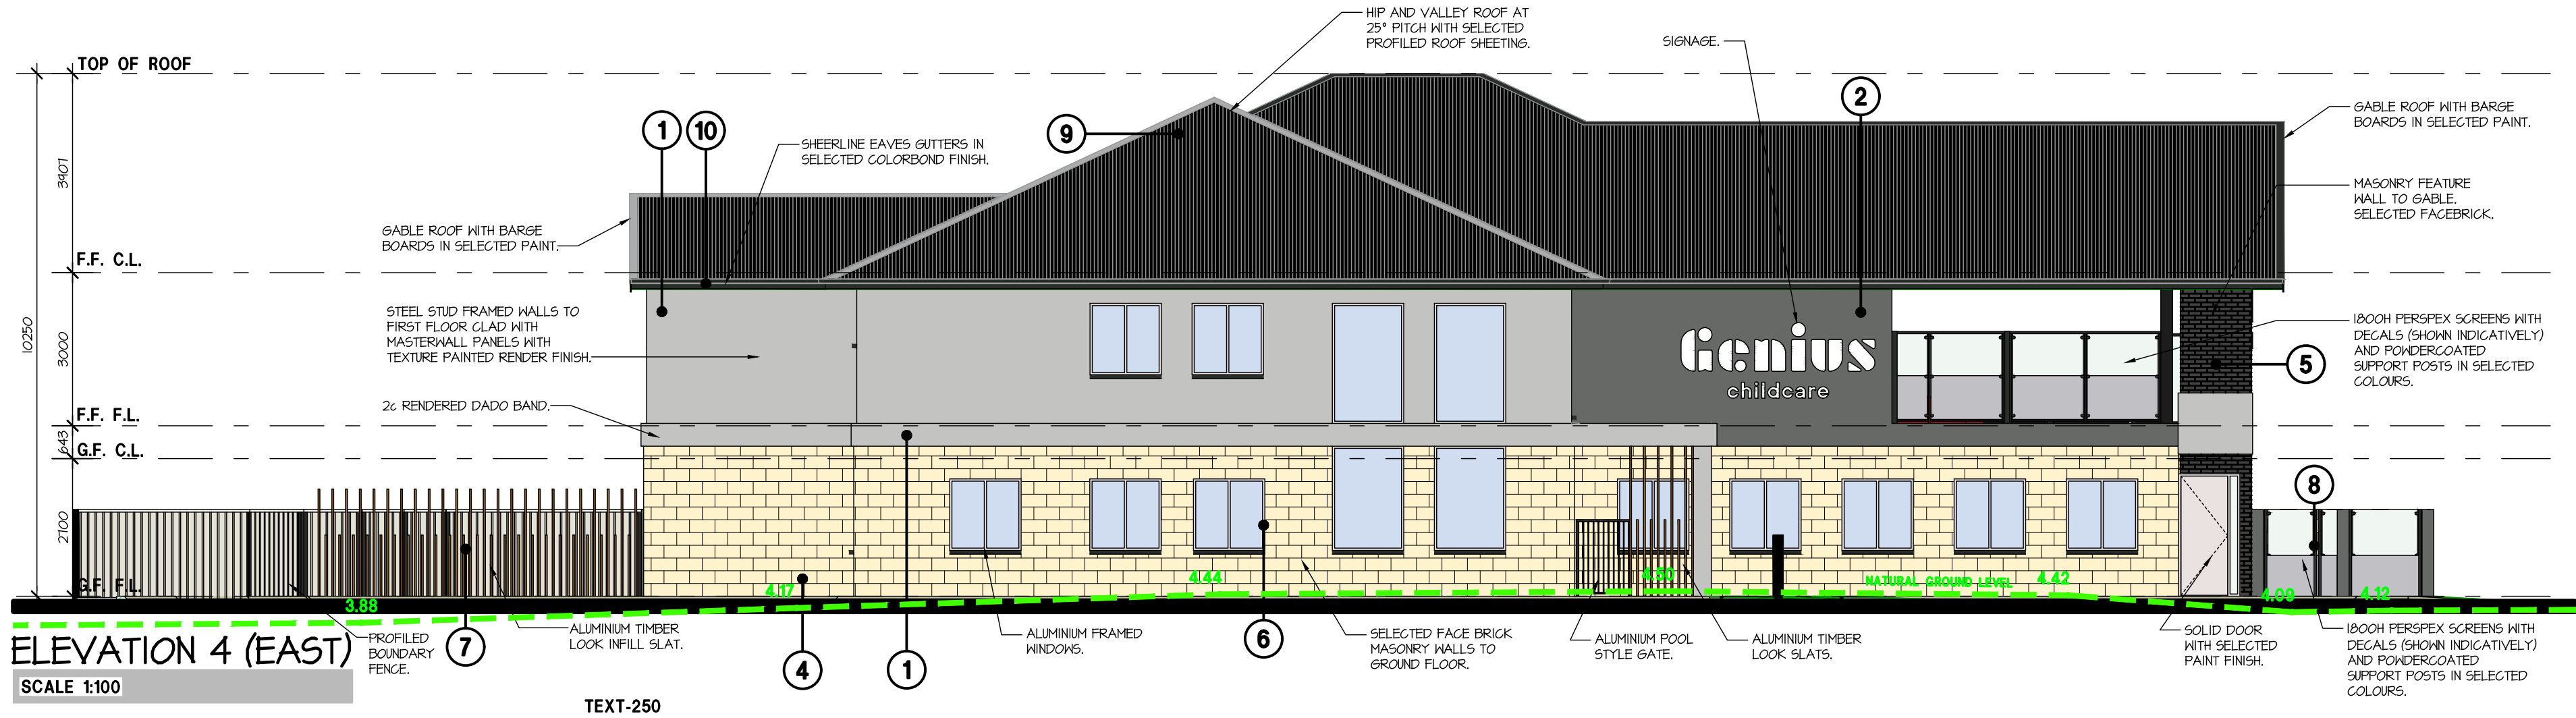 HIP AND VALLEY ROOF AT
25° PITCH WITH SELECTED
PROFILED ROOF SHEETING.
SIGNAGE.
TOP OF ROOF
1
10
9
2
SHEERLINE EAVES GUTTERS IN
SELECTED COLORBOND FINISH.
GABLE ROOF WITH BARGE
BOARDS IN SELECTED PAINT.
3907
MASONRY FEATURE
WALL TO GABLE.
SELECTED FACEBRICK.
GABLE ROOF WITH BARGE
BOARDS IN SELECTED PAINT.
F.F. C.L.
10250
3000
STEEL STUD FRAMED WALLS TO
FIRST FLOOR CLAD WITH
MASTERWALL PANELS WITH
TEXTURE PAINTED RENDER FINISH.
Genius
childcare
1800H PERSPEX SCREENS WITH
DECALS (SHOWN INDICATIVELY)
AND POWDERCOATED
SUPPORT POSTS IN SELECTED
COLOURS.
5
2c RENDERED DADO BAND.
F.F. F.L.
643
G.F. C.L.
8
2700
G.F. F.L.
3.88
4.17
4.44
4.50
NATURAL GROUND LEVEL
4.42
4.09
4.12
ELEVATION 4 (EAST)
SCALE 1:100
PROFILED
BOUNDARY
FENCE.
7
ALUMINIUM TIMBER
LOOK INFILL SLAT.
4
1
ALUMINIUM FRAMED
WINDOWS.
6
SELECTED FACE BRICK
MASONRY WALLS TO
GROUND FLOOR.
ALUMINIUM POOL
STYLE GATE.
ALUMINIUM TIMBER
LOOK SLATS.
SOLID DOOR
WITH SELECTED
PAINT FINISH.
1800H PERSPEX SCREENS WITH
DECALS (SHOWN INDICATIVELY)
AND POWDERCOATED
SUPPORT POSTS IN SELECTED
COLOURS.
TEXT-250